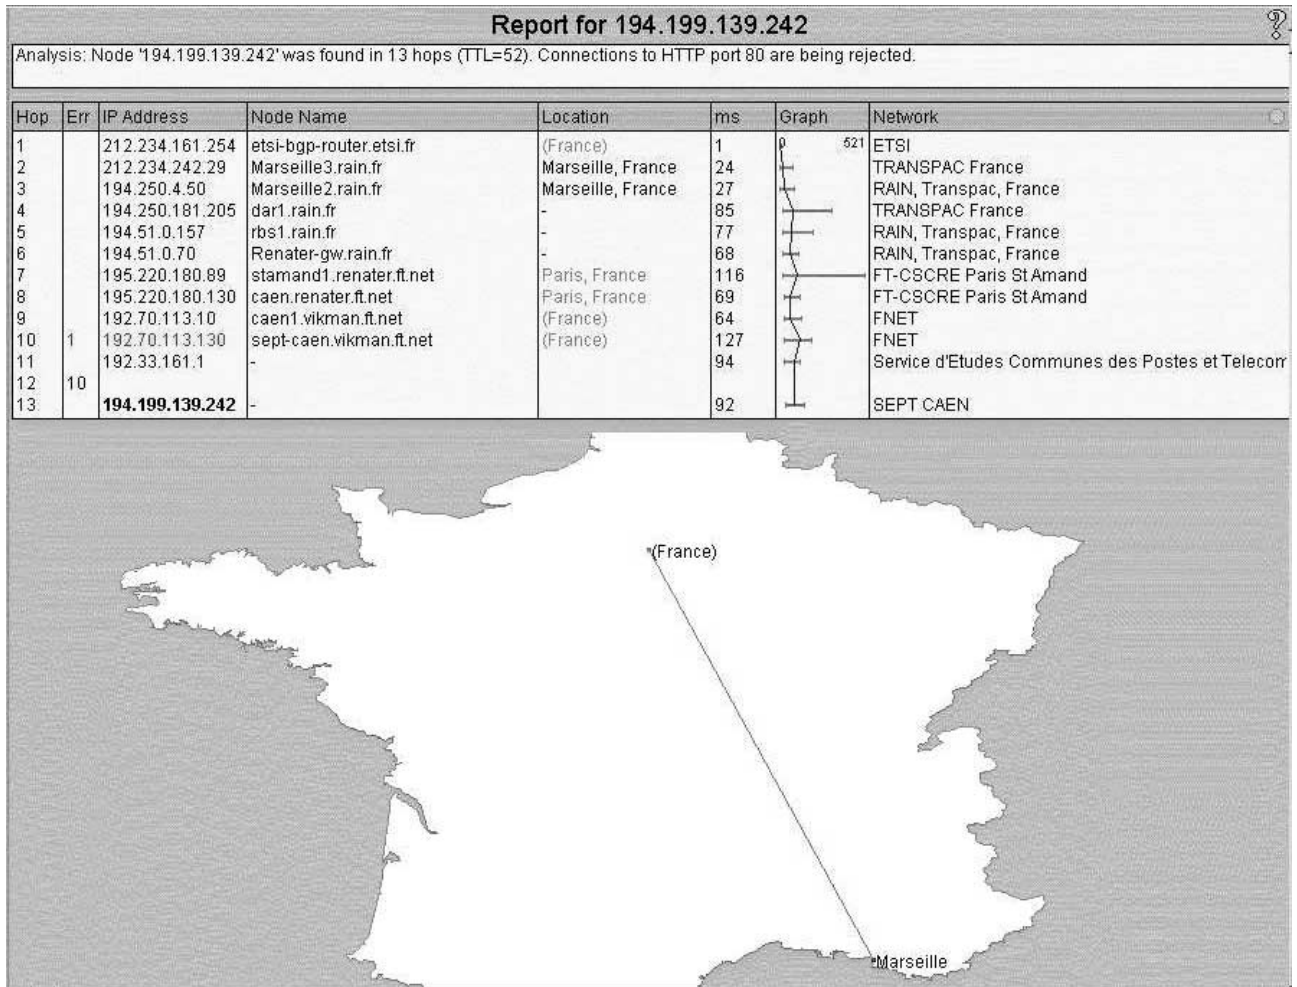 Report for 194.199.139.242
?
Analysis: Node '194.199.139.242' was found in 13 hops (TTL=52). Connections to HTTP port 80 are being rejected.
Hop Err IP Address Node Name Location ms Graph Network
1 212.234.161.254 etsi-bgp-router.etsi.fr (France) 1 0 521 ETSI
2 212.234.242.29 Marseille3.rain.fr Marseille, France 24 TRANSPAC France
3 194.250.4.50 Marseille2.rain.fr Marseille, France 27 RAIN, Transpac, France
4 194.250.181.205 dar1.rain.fr - 85 TRANSPAC France
5 194.51.0.157 rbs1.rain.fr - 77 RAIN, Transpac, France
6 194.51.0.70 Renater-gw.rain.fr - 68 RAIN, Transpac, France
7 195.220.180.89 stamand1.renater.ft.net Paris, France 116 FT-CSCRE Paris St Amand
8 195.220.180.130 caen.renater.ft.net Paris, France 69 FT-CSCRE Paris St Amand
9 192.70.113.10 caen1.vikman.ft.net (France) 64 FNET
10 1 192.70.113.130 sept-caen.vikman.ft.net (France) 127 FNET
11 192.33.161.1 - 94 Service d'Etudes Communes des Postes et Telecom
12 10
13 194.199.139.242 - 92 SEPT CAEN
(France)
Marseille